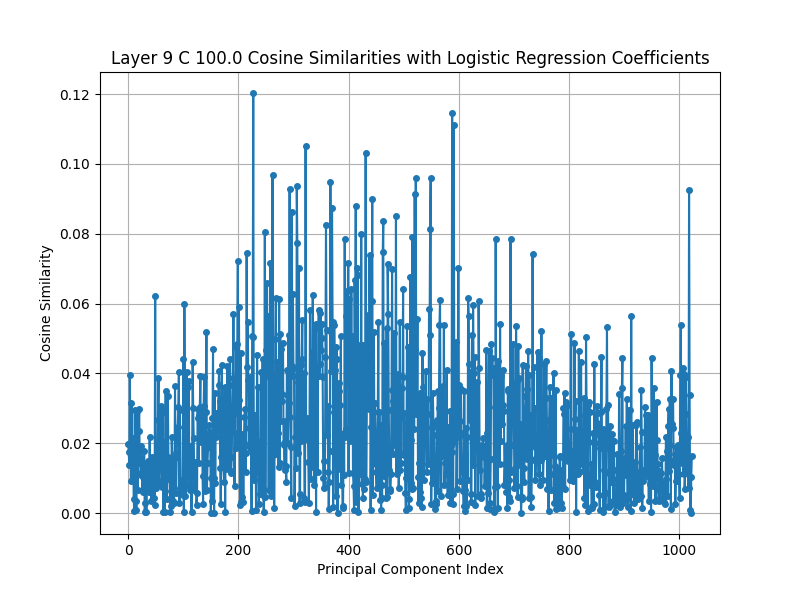 Layer 9 C 100.0 Cosine Similarities with Logistic Regression Coefficients
0.12
0.10
0.08
0.06
0.04
0.02
0.00
Cosine Similarity
0 200 400 600 800 1000
Principal Component Index